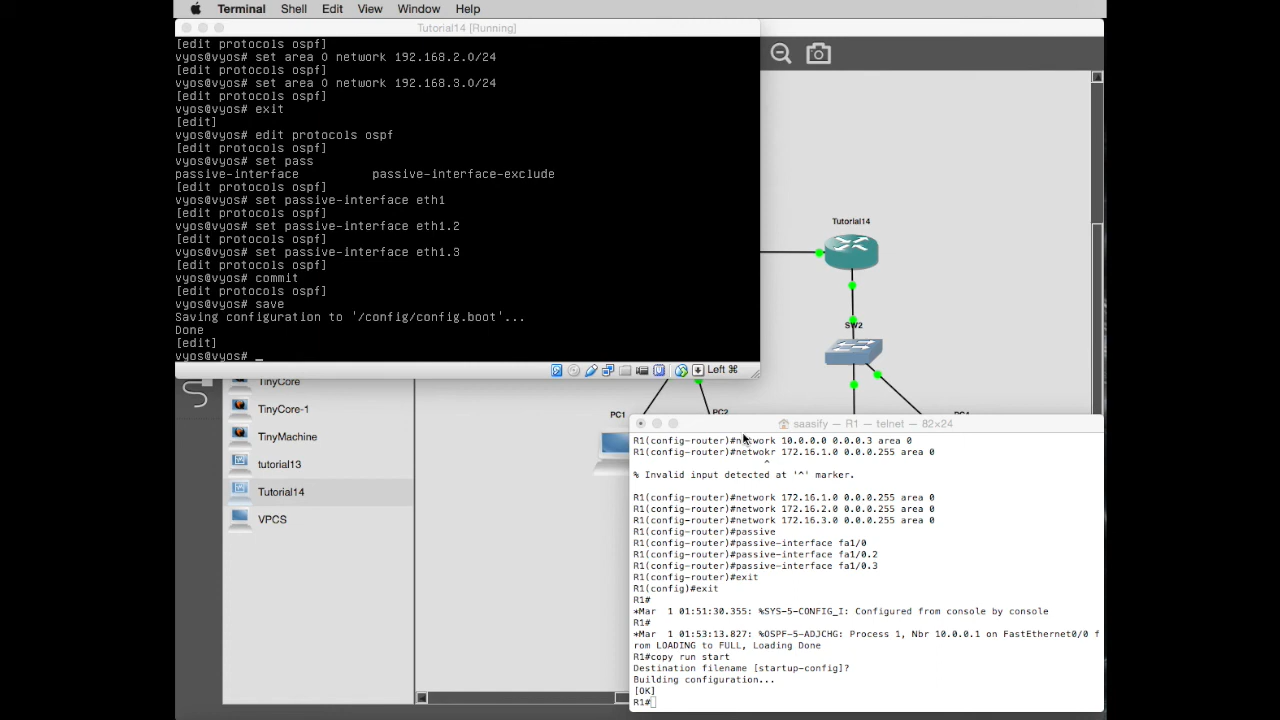 Terminal Shell Edit View Window Help
Tutorial14 [Running]
[edit protocols ospf]
vyos@vyos# set area 0 network 192.168.2.0/24
[edit protocols ospf]
vyos@vyos# set area 0 network 192.168.3.0/24
[edit protocols ospf]
vyos@vyos# exit
[edit]
vyos@vyos# edit protocols ospf
[edit protocols ospf]
vyos@vyos# set pass
passive-interface passive-interface-exclude
[edit protocols ospf]
vyos@vyos# set passive-interface eth1
[edit protocols ospf]
vyos@vyos# set passive-interface eth1.2
[edit protocols ospf]
vyos@vyos# set passive-interface eth1.3
[edit protocols ospf]
vyos@vyos# commit
[edit protocols ospf]
vyos@vyos# save
Saving configuration to '/config/config.boot'...
Done
[edit]
vyos@vyos# _
Left ⌘
Tutorial14
SW2
TinyCore
TinyCore-1
TinyMachine
tutorial13
Tutorial14
VPCS
PC1
PC2
saasify — R1 — telnet — 82×24
R1(config-router)#network 10.0.0.0 0.0.0.3 area 0
R1(config-router)#netwokr 172.16.1.0 0.0.0.255 area 0
^
% Invalid input detected at '^' marker.
R1(config-router)#network 172.16.1.0 0.0.0.255 area 0
R1(config-router)#network 172.16.2.0 0.0.0.255 area 0
R1(config-router)#network 172.16.3.0 0.0.0.255 area 0
R1(config-router)#passive
R1(config-router)#passive-interface fa1/0
R1(config-router)#passive-interface fa1/0.2
R1(config-router)#passive-interface fa1/0.3
R1(config-router)#exit
R1(config)#exit
R1#
*Mar 1 01:51:30.355: %SYS-5-CONFIG_I: Configured from console by console
R1#
*Mar 1 01:53:13.827: %OSPF-5-ADJCHG: Process 1, Nbr 10.0.0.1 on FastEthernet0/0 f
rom LOADING to FULL, Loading Done
R1#copy run start
Destination filename [startup-config]?
Building configuration...
[OK]
R1#